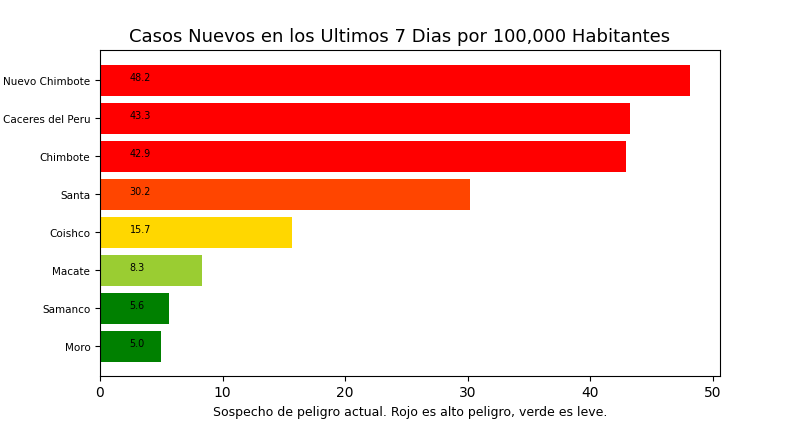 Casos Nuevos en los Ultimos 7 Dias por 100,000 Habitantes
Nuevo Chimbote 48.2
Caceres del Peru 43.3
Chimbote 42.9
Santa 30.2
Coishco 15.7
Macate 8.3
Samanco 5.6
Moro 5.0
0 10 20 30 40 50
Sospecho de peligro actual. Rojo es alto peligro, verde es leve.